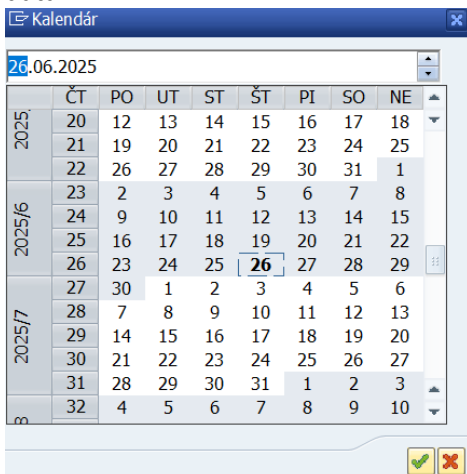 Kalendár
26.06.2025
ČT PO UT ST ŠT PI SO NE
2025.
20 12 13 14 15 16 17 18
21 19 20 21 22 23 24 25
22 26 27 28 29 30 31 1
2025/6
23 2 3 4 5 6 7 8
24 9 10 11 12 13 14 15
25 16 17 18 19 20 21 22
26 23 24 25 26 27 28 29
2025/7
27 30 1 2 3 4 5 6
28 7 8 9 10 11 12 13
29 14 15 16 17 18 19 20
30 21 22 23 24 25 26 27
31 28 29 30 31 1 2 3
32 4 5 6 7 8 9 10